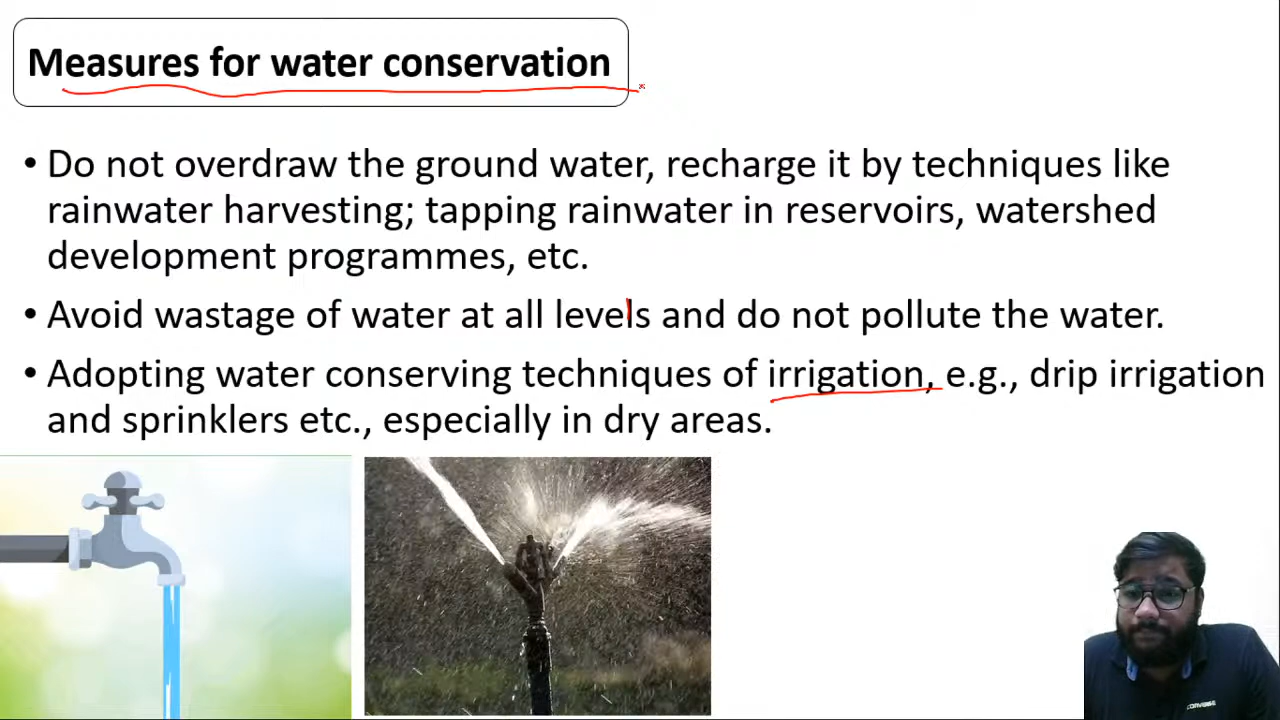 Measures for water conservation
• Do not overdraw the ground water, recharge it by techniques like
rainwater harvesting; tapping rainwater in reservoirs, watershed
development programmes, etc.
• Avoid wastage of water at all levels and do not pollute the water.
• Adopting water conserving techniques of irrigation, e.g., drip irrigation
and sprinklers etc., especially in dry areas.
CONVERSE